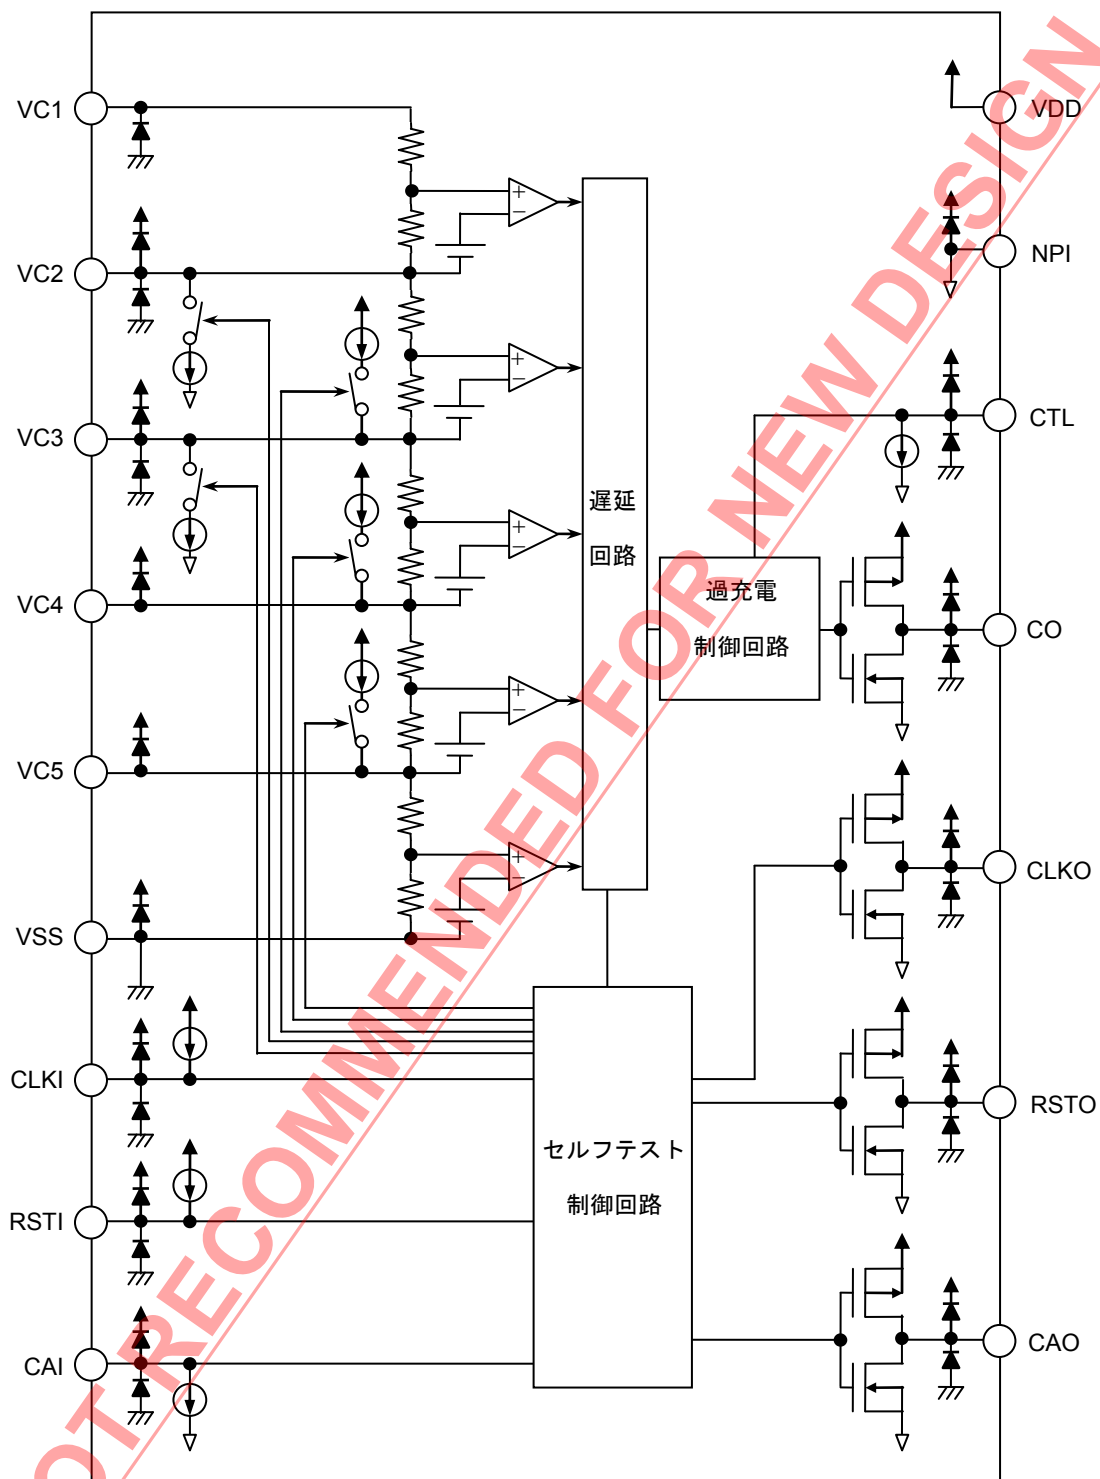 VC1
VDD
VC2
NPI
VC3
CTL
遅延
回路
VC4
過充電
制御回路
CO
VC5
CLKO
VSS
CLKI
RSTO
セルフテスト
制御回路
RSTI
CAI
CAO
NOT RECOMMENDED FOR NEW DESIGN